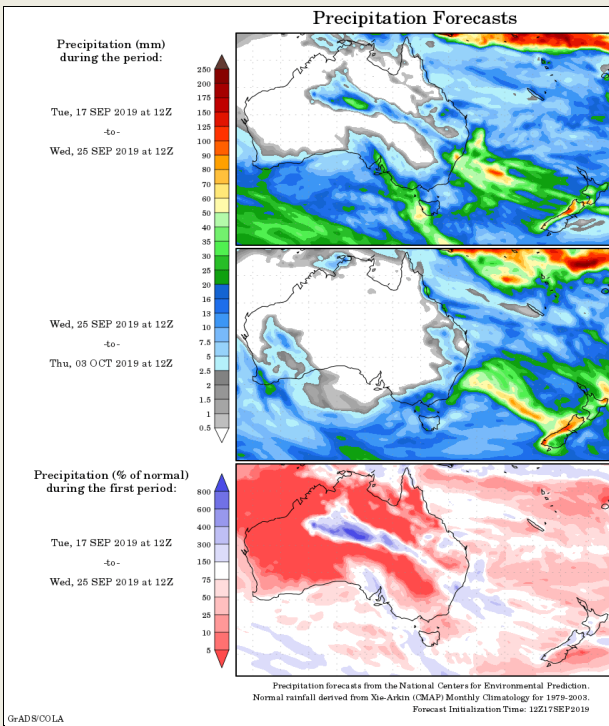 Precipitation Forecasts
Precipitation (mm)
during the period:
Tue, 17 SEP 2019 at 12Z
-to-
Wed, 25 SEP 2019 at 12Z
250
200
175
150
125
100
90
80
70
60
50
40
35
30
25
20
16
13
10
7.5
5
2.5
2
1.5
1
0.5
Wed, 25 SEP 2019 at 12Z
-to-
Thu, 03 OCT 2019 at 12Z
Precipitation (% of normal)
during the first period:
Tue, 17 SEP 2019 at 12Z
-to-
Wed, 25 SEP 2019 at 12Z
800
600
400
300
150
75
50
25
10
5
Precipitation forecasts from the National Centers for Environmental Prediction.
Normal rainfall derived from Xie-Arkin (CMAP) Monthly Climatology for 1979-2003.
Forecast Initialization Time: 12Z17SEP2019
GrADS/COLA